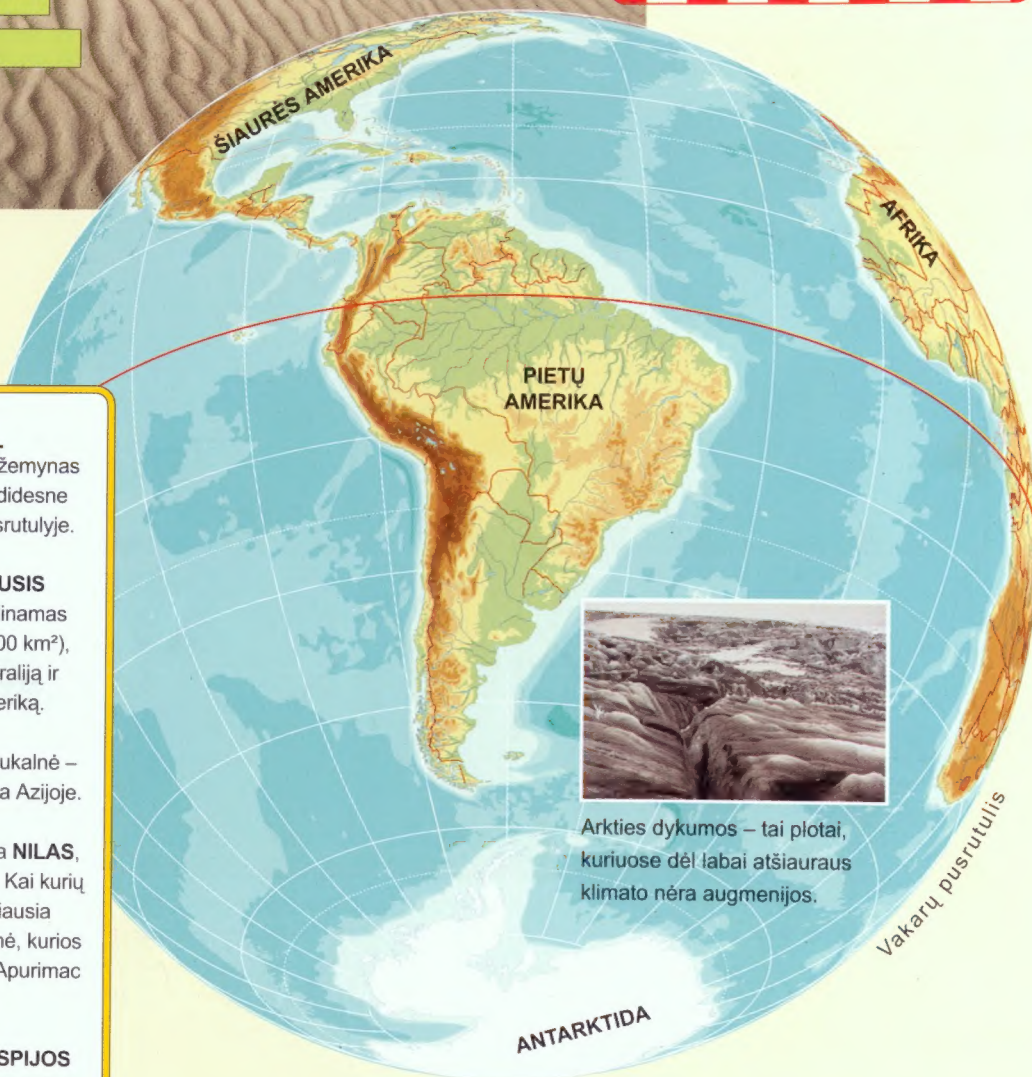 ŠIAURĖS AMERIKA
AFRIKA
PIETŲ
AMERIKA
žemynas
didesne
srutulyje.
USIS
inamas
00 km²),
raliją ir
eriką.
ukalnė –
a Azijoje.
a NILAS,
Kai kurių
iausia
nė, kurios
Apurimac
SPIJOS
Arkties dykumos – tai plotai,
kuriuose dėl labai atšiauraus
klimato nėra augmenijos.
Vakarų pusrutulis
ANTARKTIDA